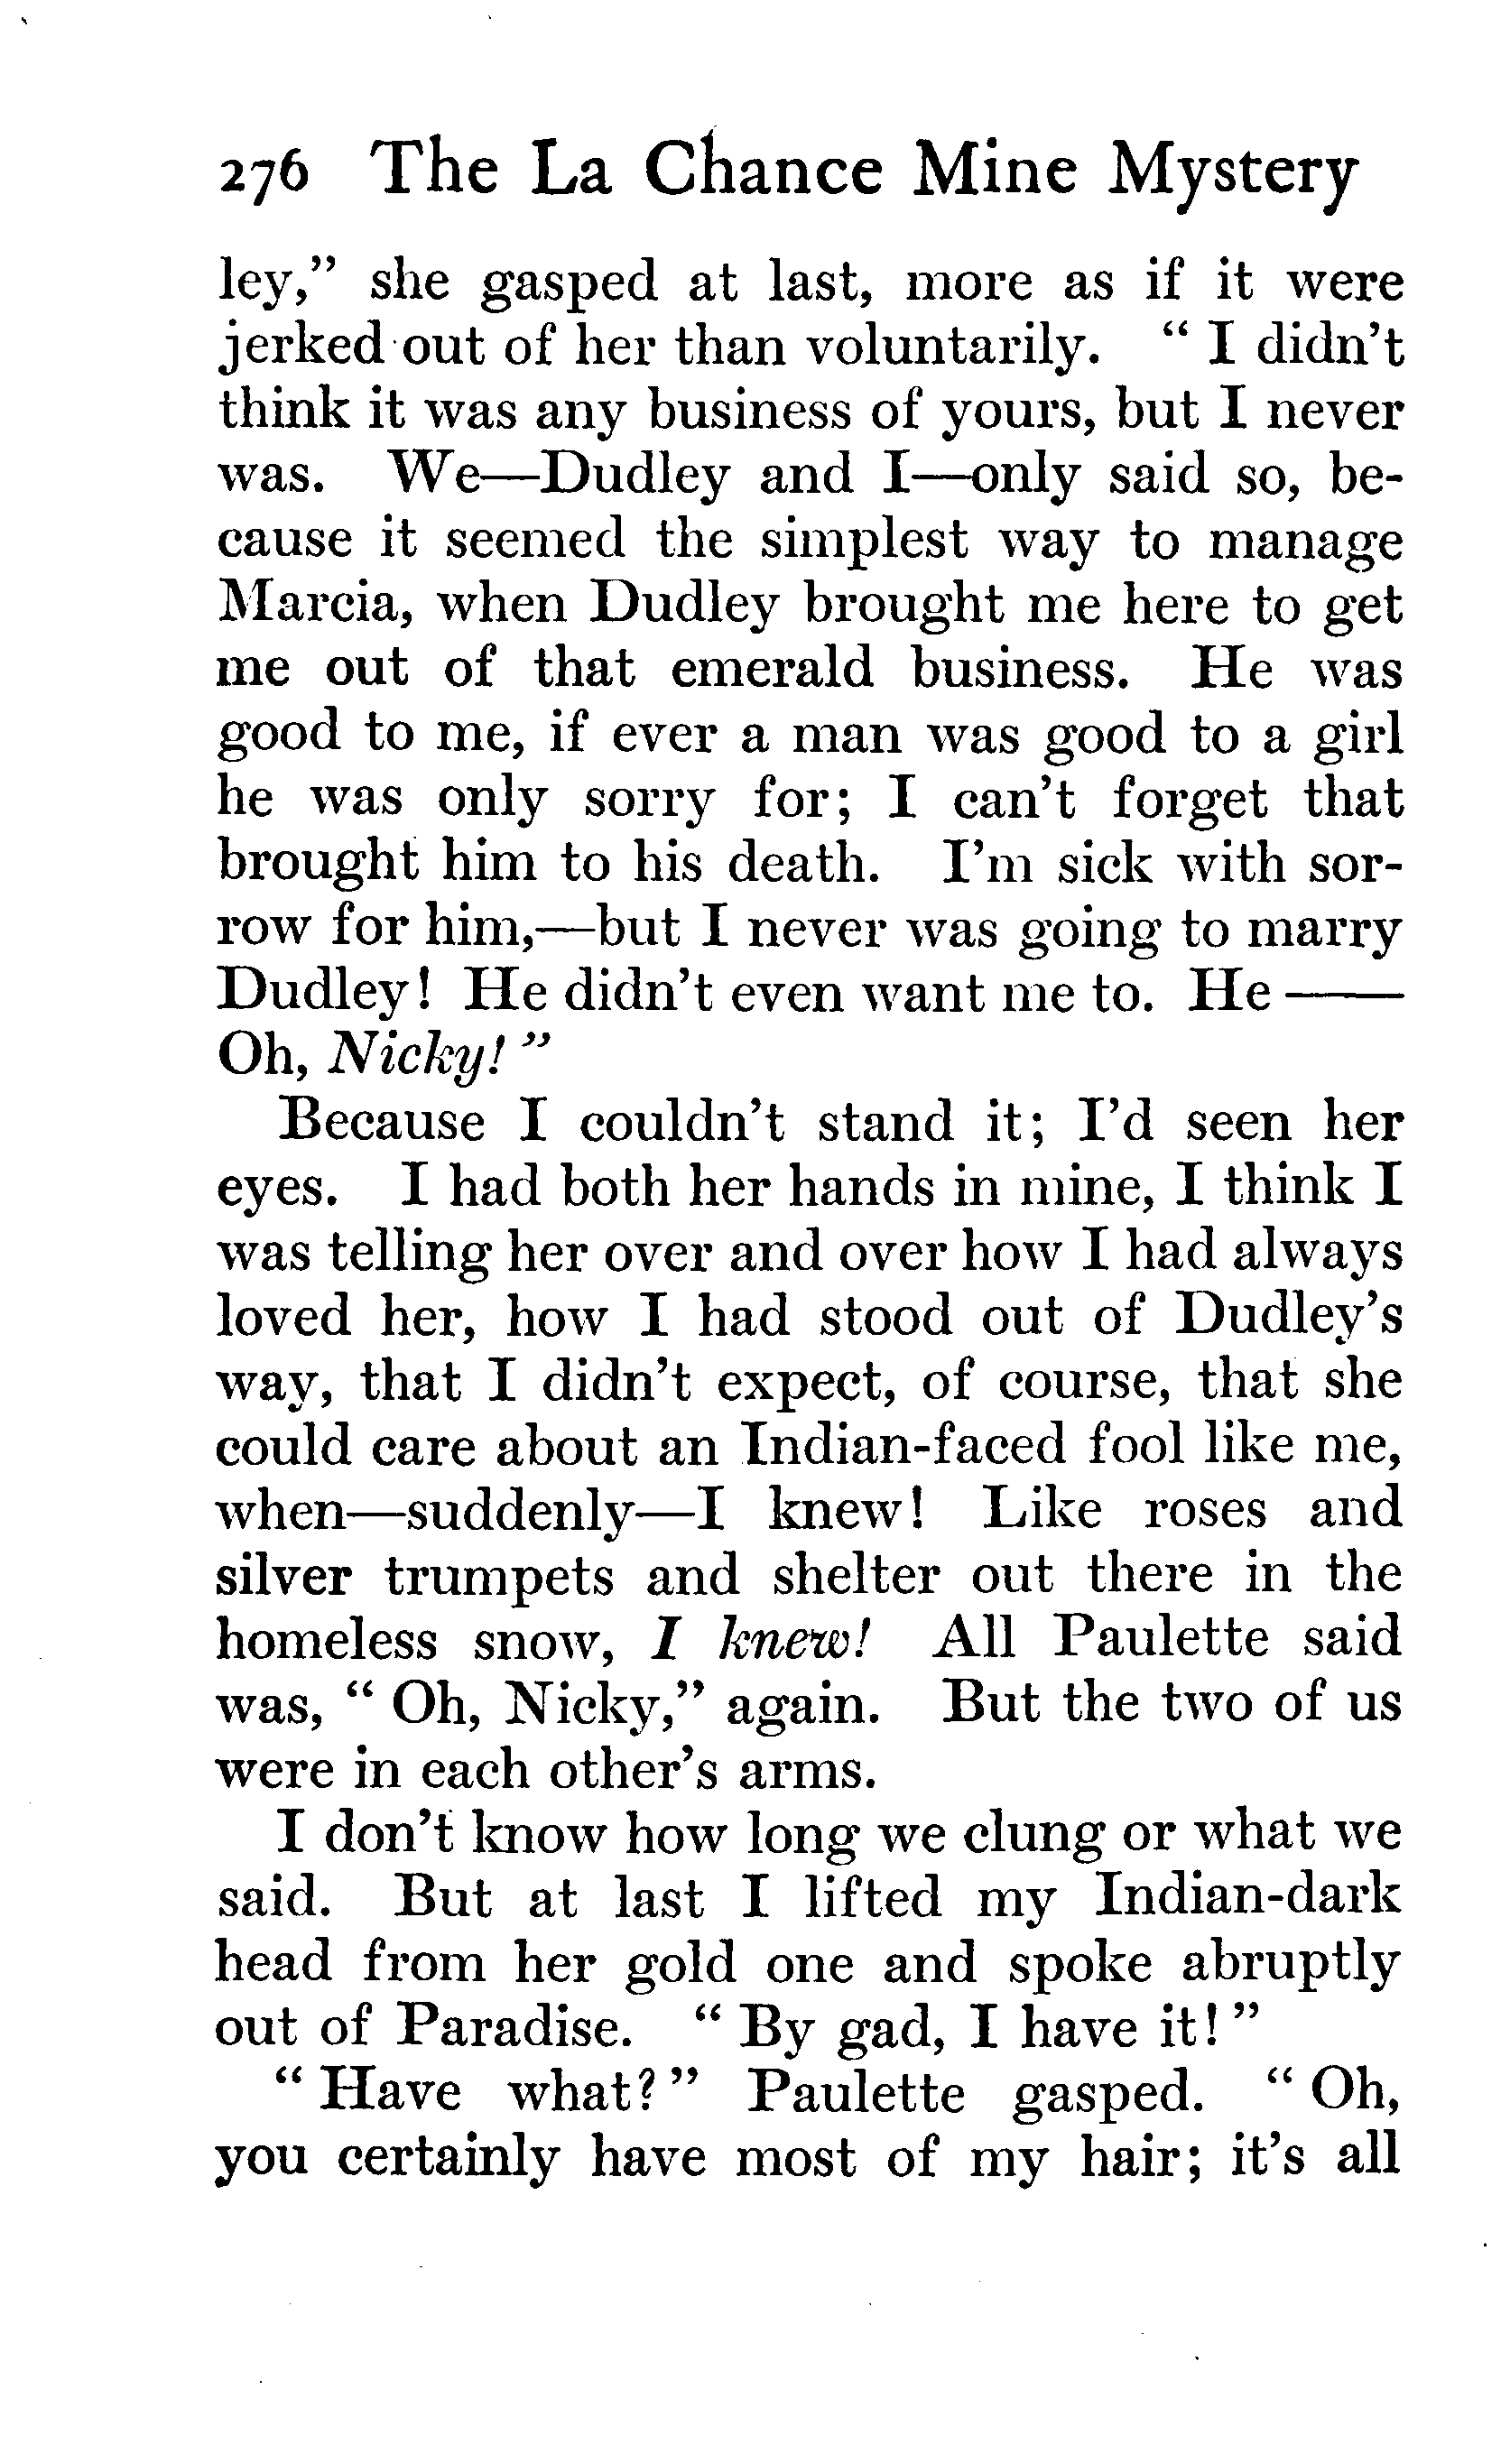 276 The La Chance Mine Mystery
ley," she gasped at last, more as if it were
jerked out of her than voluntarily. " I didn't
think it was any business of yours, but I never
was. We—Dudley and I—only said so, be-
cause it seemed the simplest way to manage
Marcia, when Dudley brought me here to get
me out of that emerald business. He was
good to me, if ever a man was good to a girl
he was only sorry for; I can't forget that
brought him to his death. I'm sick with sor-
row for him,—but I never was going to marry
Dudley! He didn't even want me to. He ——
Oh, Nicky! "
Because I couldn't stand it; I'd seen her
eyes. I had both her hands in mine, I think I
was telling her over and over how I had always
loved her, how I had stood out of Dudley's
way, that I didn't expect, of course, that she
could care about an Indian-faced fool like me,
when—suddenly—I knew! Like roses and
silver trumpets and shelter out there in the
homeless snow, I knew! All Paulette said
was, " Oh, Nicky," again. But the two of us
were in each other's arms.
I don't know how long we clung or what we
said. But at last I lifted my Indian-dark
head from her gold one and spoke abruptly
out of Paradise. " By gad, I have it! "
" Have what? " Paulette gasped. " Oh,
you certainly have most of my hair; it's all